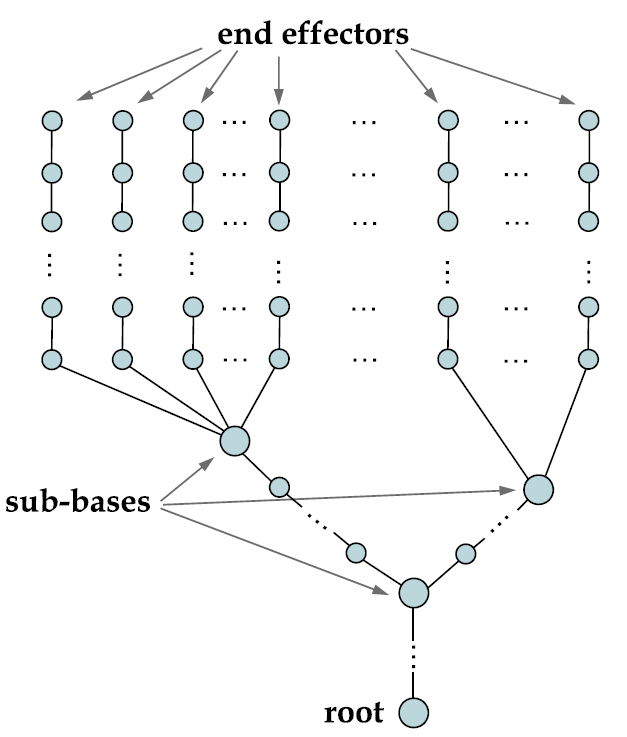 end effectors
sub-bases
root